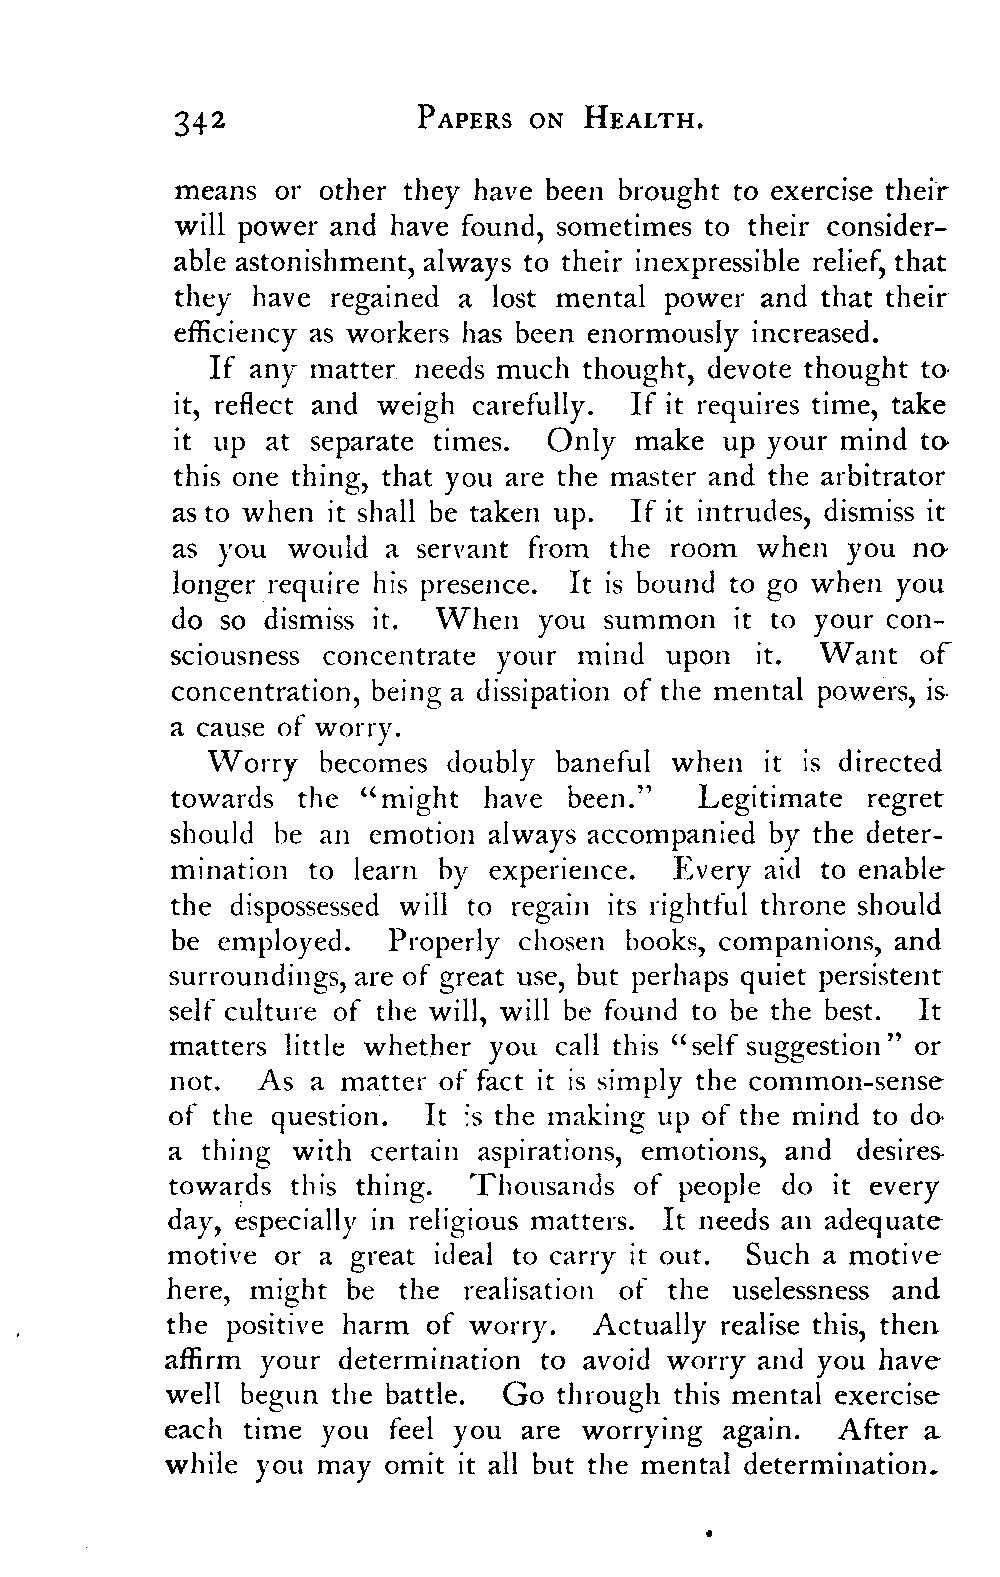 342 PAPERS ON HEALTH.
means or other they have been brought to exercise their
will power and have found, sometimes to their consider-
able astonishment, always to their inexpressible relief, that
they have regained a lost mental power and that their
efficiency as workers has been enormously increased.
If any matter needs much thought, devote thought to
it, reflect and weigh carefully. If it requires time, take
it up at separate times. Only make up your mind to
this one thing, that you are the master and the arbitrator
as to when it shall be taken up. If it intrudes, dismiss it
as you would a servant from the room when you no
longer require his presence. It is bound to go when you
do so dismiss it. When you summon it to your con-
sciousness concentrate your mind upon it. Want of
concentration, being a dissipation of the mental powers, is
a cause of worry.
Worry becomes doubly baneful when it is directed
towards the "might have been." Legitimate regret
should be an emotion always accompanied by the deter-
mination to learn by experience. Every aid to enable
the dispossessed will to regain its rightful throne should
be employed. Properly chosen books, companions, and
surroundings, are of great use, but perhaps quiet persistent
self culture of the will, will be found to be the best. It
matters little whether you call this "self suggestion" or
not. As a matter of fact it is simply the common-sense
of the question. It is the making up of the mind to do
a thing with certain aspirations, emotions, and desires
towards this thing. Thousands of people do it every
day, especially in religious matters. It needs an adequate
motive or a great ideal to carry it out. Such a motive
here, might be the realisation of the uselessness and
the positive harm of worry. Actually realise this, then
affirm your determination to avoid worry and you have
well begun the battle. Go through this mental exercise
each time you feel you are worrying again. After a
while you may omit it all but the mental determination.